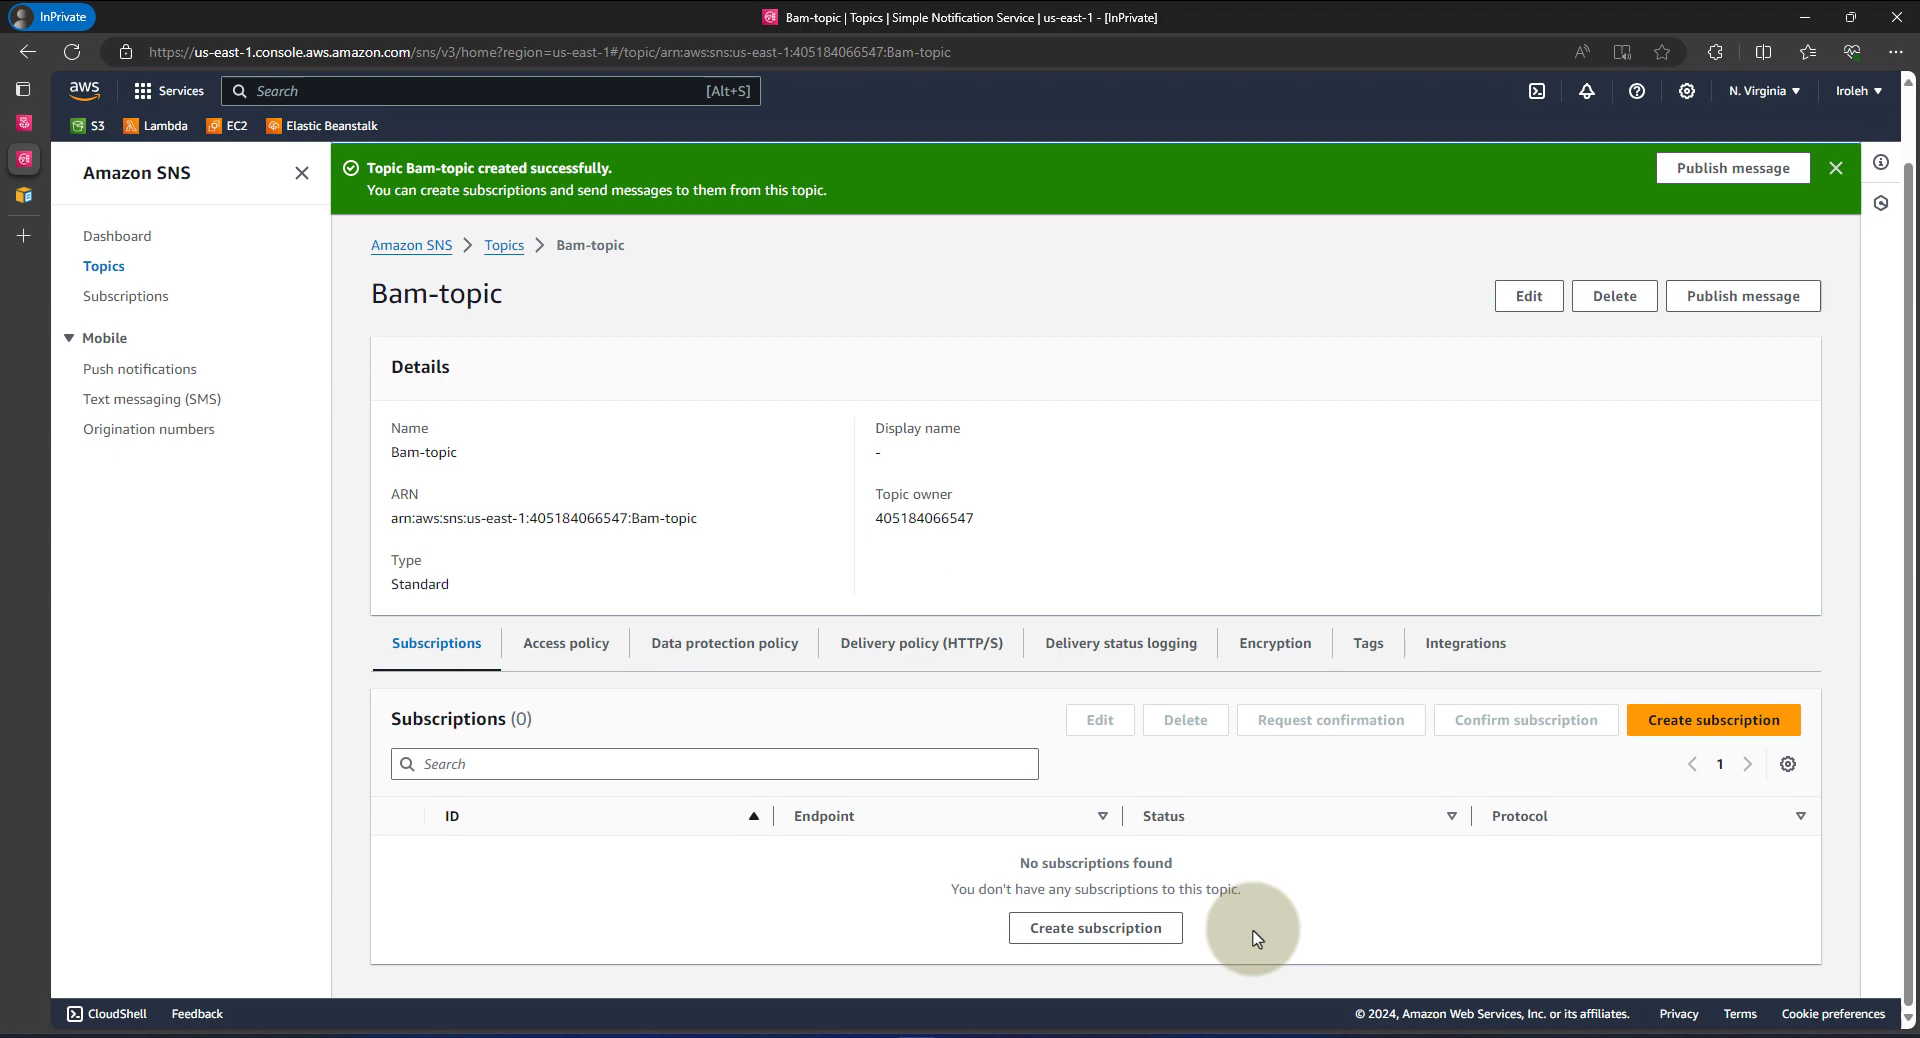 InPrivate
Bam-topic | Topics | Simple Notification Service | us-east-1 - [InPrivate]
https://us-east-1.console.aws.amazon.com/sns/v3/home?region=us-east-1#/topic/arn:aws:sns:us-east-1:405184066547:Bam-topic
aws
Services
Search
[Alt+S]
N. Virginia
Iroleh
S3
Lambda
EC2
Elastic Beanstalk
Amazon SNS
Dashboard
Topics
Subscriptions
Mobile
Push notifications
Text messaging (SMS)
Origination numbers
Topic Bam-topic created successfully.
You can create subscriptions and send messages to them from this topic.
Publish message
Amazon SNS > Topics > Bam-topic
Bam-topic
Edit
Delete
Publish message
Details
Name
Bam-topic
ARN
arn:aws:sns:us-east-1:405184066547:Bam-topic
Type
Standard
Display name
-
Topic owner
405184066547
Subscriptions
Access policy
Data protection policy
Delivery policy (HTTP/S)
Delivery status logging
Encryption
Tags
Integrations
Subscriptions (0)
Edit
Delete
Request confirmation
Confirm subscription
Create subscription
Search
1
ID
Endpoint
Status
Protocol
No subscriptions found
You don't have any subscriptions to this topic.
Create subscription
CloudShell
Feedback
© 2024, Amazon Web Services, Inc. or its affiliates.
Privacy
Terms
Cookie preferences